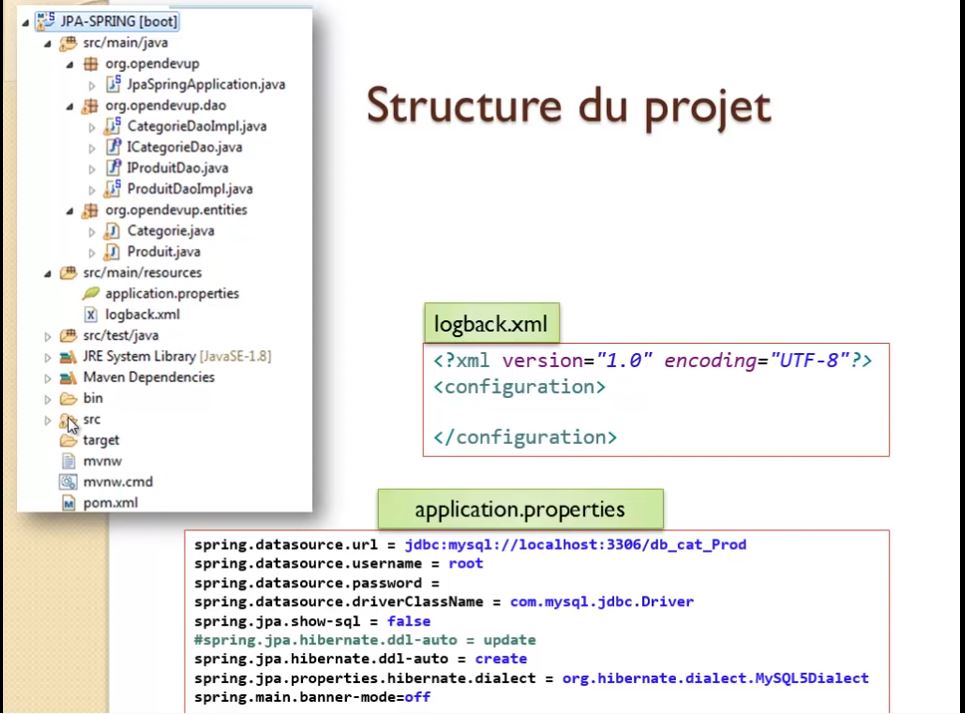 JPA-SPRING [boot]
src/main/java
org.opendevup
JpaSpringApplication.java
org.opendevup.dao
CategorieDaoImpl.java
ICategorieDao.java
IProduitDao.java
ProduitDaoImpl.java
org.opendevup.entities
Categorie.java
Produit.java
src/main/resources
application.properties
logback.xml
src/test/java
JRE System Library [JavaSE-1.8]
Maven Dependencies
bin
src
target
mvnw
mvnw.cmd
pom.xml
Structure du projet
logback.xml
<?xml version="1.0" encoding="UTF-8"?>
<configuration>
</configuration>
application.properties
spring.datasource.url = jdbc:mysql://localhost:3306/db_cat_Prod
spring.datasource.username = root
spring.datasource.password =
spring.datasource.driverClassName = com.mysql.jdbc.Driver
spring.jpa.show-sql = false
#spring.jpa.hibernate.ddl-auto = update
spring.jpa.hibernate.ddl-auto = create
spring.jpa.properties.hibernate.dialect = org.hibernate.dialect.MySQL5Dialect
spring.main.banner-mode=off